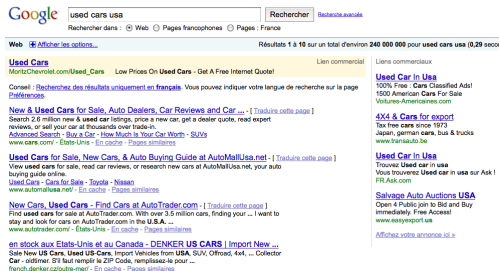 Google
used cars usa
Rechercher
Recherche avancée
Rechercher dans : Web Pages francophones Pages : France
Web Afficher les options...
Résultats 1 à 10 sur un total d'environ 240 000 000 pour used cars usa (0,29 secon
Used Cars
Lien commercial
MoritzChevrolet.com/Used_Cars Low Prices On Used Cars - Get A Free Internet Quote!
Conseil : Recherchez des résultats uniquement en français. Vous pouvez indiquer votre langue de recherche sur la page
Préférences.
New & Used Cars for Sale, Auto Dealers, Car Reviews and Car ... - [ Traduire cette page ]
Search 2.6 million new & used car listings, price a new car, get a dealer quote, read expert
reviews, or sell your car at thousands over trade-in.
Advanced Search - Buy a Car - How Much Is Your Car Worth - SUVs
www.cars.com/ - États-Unis - En cache - Pages similaires
Used Cars for Sale, New Cars, & Auto Buying Guide at AutoMallUsa.net - [ Traduire cette page ]
View used cars for sale, read car reviews, or research new cars at AutoMallUSA.net, your auto
buying guide online.
Used Cars - Cars for Sale - Toyota - Nissan
www.automallusa.net/ - En cache - Pages similaires
New Cars, Used Cars - Find Cars at AutoTrader.com - [ Traduire cette page ]
Find used cars for sale at AutoTrader.com. With over 3.5 million cars, finding your ... I want to
stay and look for cars on AutoTrader.com in the U.S.A. ...
www.autotrader.com/ - États-Unis - En cache - Pages similaires
en stock aux Etats-Unis et au Canada - DENKER US CARS | Import New ...
Sale New US Cars, Used US-Cars, Import Vehicles from USA, SUV, Offroad, 4x4, ... Collector
Car - oldtimer. S'il faut remplir le ZIP Code, remplissez-le pour ...
french.denker.cz/outre-mer/ - En cache - Pages similaires
Liens commerciaux
Used Car In Usa
100% Free : Cars Classified Ads!
1500 American Cars For Sale
Voitures-Americaines.com
4X4 & Cars for export
Tax free cars since 1973
Japan, german cars, bus & trucks
www.transauto.be
Used Car in Usa
Trouvez Used Car in usa
Vous trouverez Used Car in usa sur Ask !
FR.Ask.com
Salvage Auto Auctions USA
Open 4 Public join to Bid and Buy
immediately. Free Access!
www.easyexport.us
Affichez votre annonce ici »